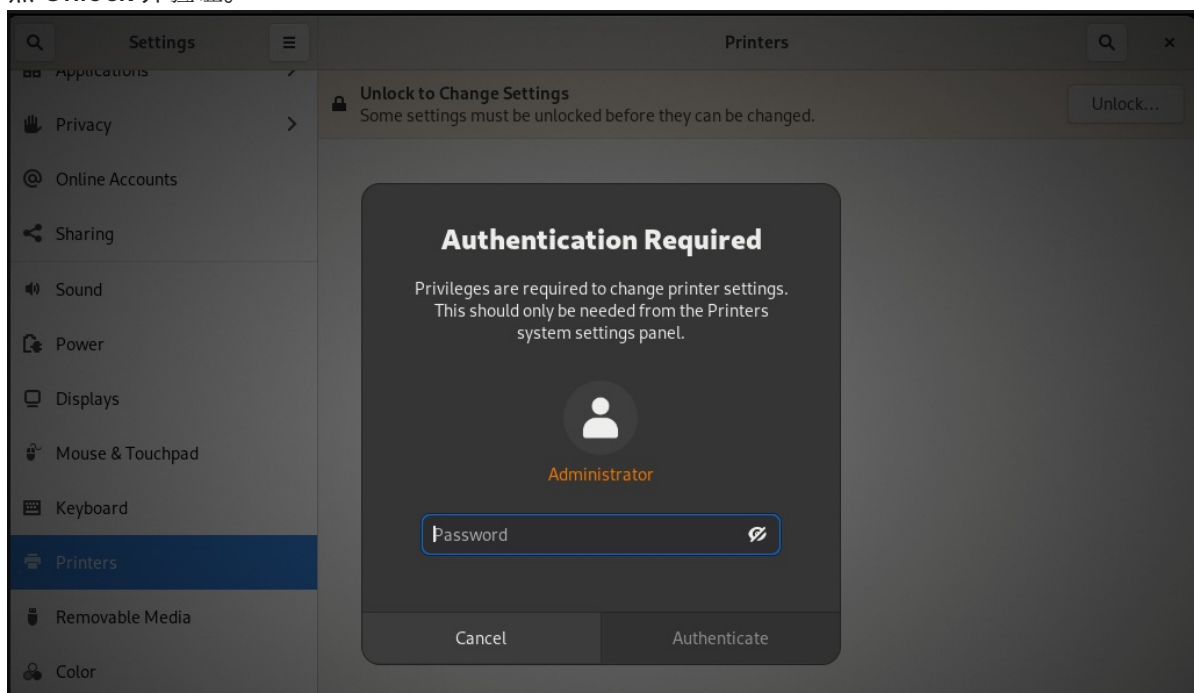 Settings
Printers
Applications
Unlock to Change Settings
Some settings must be unlocked before they can be changed.
Unlock...
Privacy
Online Accounts
Sharing
Sound
Power
Displays
Mouse & Touchpad
Keyboard
Printers
Removable Media
Color
Authentication Required
Privileges are required to change printer settings.
This should only be needed from the Printers
system settings panel.
Administrator
Password
Cancel
Authenticate